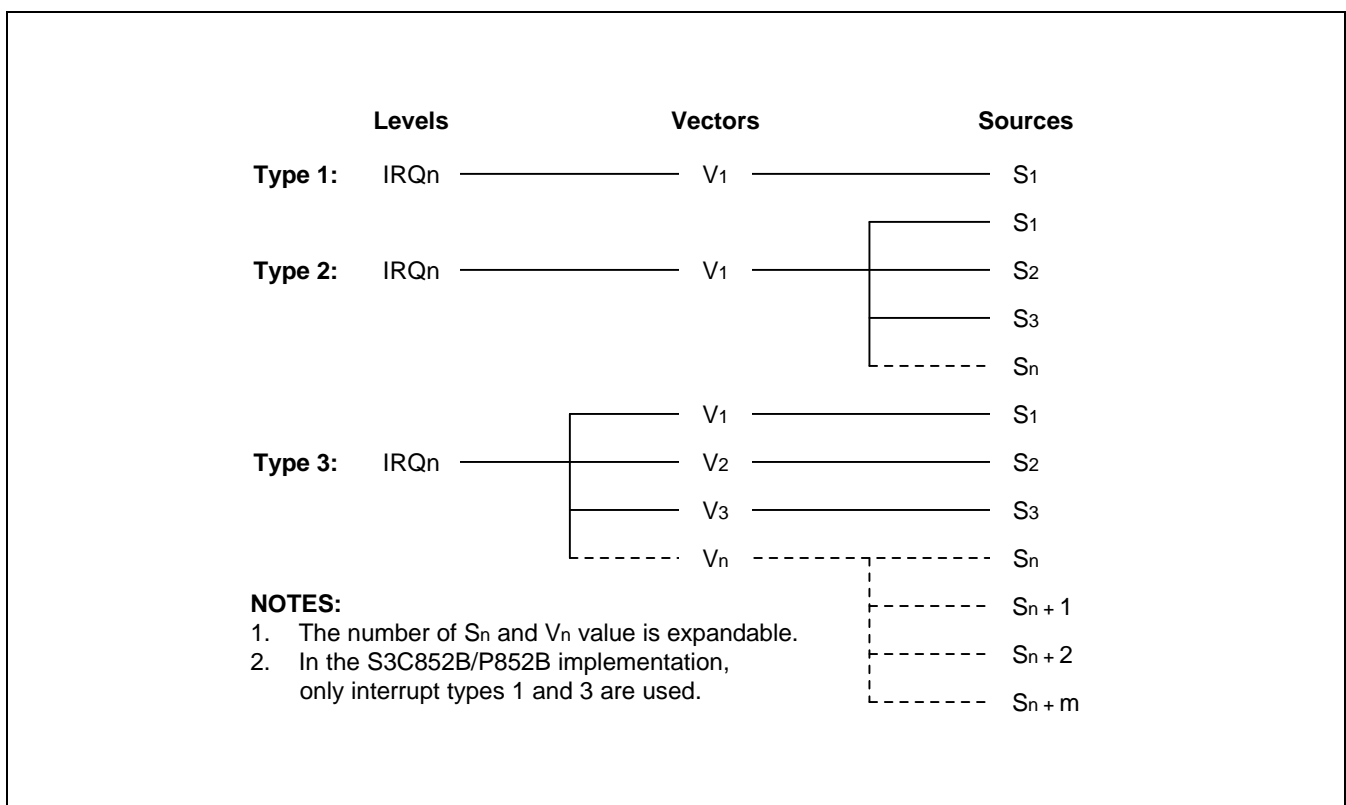 Levels Vectors Sources
Type 1: IRQn V1 S1
S1
Type 2: IRQn V1 S2
S3
Sn
V1 S1
Type 3: IRQn V2 S2
V3 S3
Vn Sn
Sn + 1
Sn + 2
Sn + m
NOTES:
1. The number of Sn and Vn value is expandable.
2. In the S3C852B/P852B implementation,
only interrupt types 1 and 3 are used.